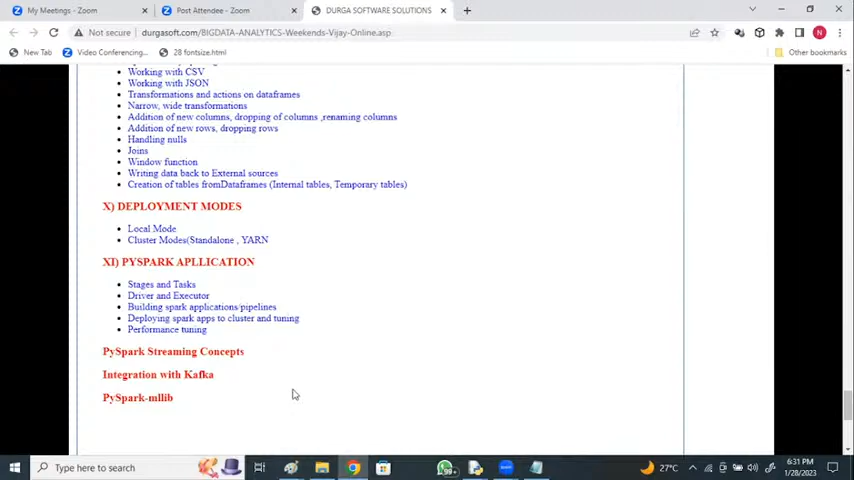 My Meetings - Zoom
Post Attendee - Zoom
DURGA SOFTWARE SOLUTIONS
Not secure
durgasoft.com/BIGDATA-ANALYTICS-Weekends-Vijay-Online.asp
N
New Tab
Video Conferencing...
28 fontsize.html
Other bookmarks
Working with CSV
Working with JSON
Transformations and actions on dataframes
Narrow, wide transformations
Addition of new columns, dropping of columns ,renaming columns
Addition of new rows, dropping rows
Handling nulls
Joins
Window function
Writing data back to External sources
Creation of tables fromDataframes (Internal tables, Temporary tables)
X) DEPLOYMENT MODES
Local Mode
Cluster Modes(Standalone , YARN
XI) PYSPARK APLLICATION
Stages and Tasks
Driver and Executor
Building spark applications/pipelines
Deploying spark apps to cluster and tuning
Performance tuning
PySpark Streaming Concepts
Integration with Kafka
PySpark-mllib
Type here to search
99+
27°C
6:31 PM
1/28/2023